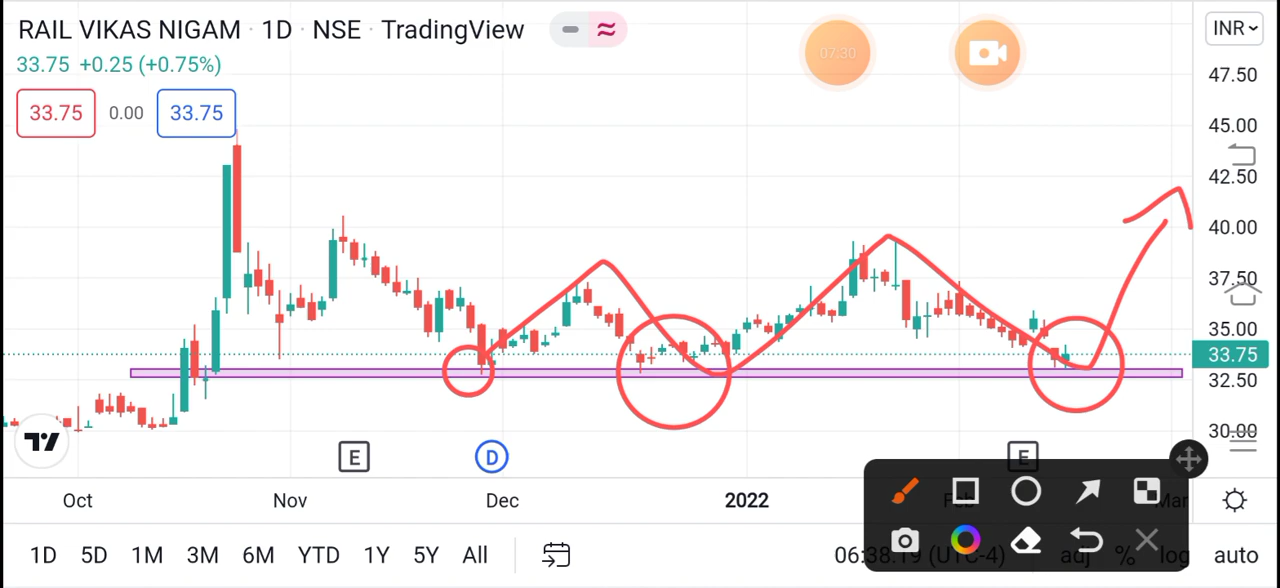 RAIL VIKAS NIGAM · 1D · NSE · TradingView
INR
33.75 +0.25 (+0.75%)
07:30
47.50
33.75 0.00 33.75
45.00
42.50
40.00
37.50
35.00
33.75
32.50
30.00
E D E
Oct Nov Dec 2022 Feb Mar
1D 5D 1M 3M 6M YTD 1Y 5Y All
06:38:19 (UTC-4) adj % log auto